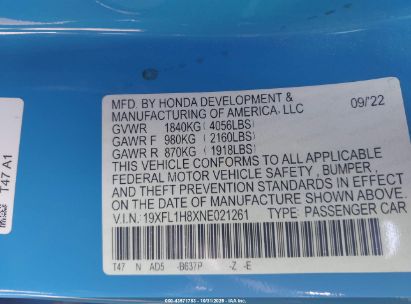 MFD. BY HONDA DEVELOPMENT &
MANUFACTURING OF AMERICA, LLC
09/22
GVWR 1840KG (4056LBS)
GAWR F 980KG (2160LBS)
GAWR R 870KG (1918LBS)
THIS VEHICLE CONFORMS TO ALL APPLICABLE
FEDERAL MOTOR VEHICLE SAFETY, BUMPER,
AND THEFT PREVENTION STANDARDS IN EFFECT
ON THE DATE OF MANUFACTURE SHOWN ABOVE.
V.I.N. 19XFL1H8XNE021261 TYPE: PASSENGER CAR
T47 N AD5 -B637P -Z -E
T47 A1